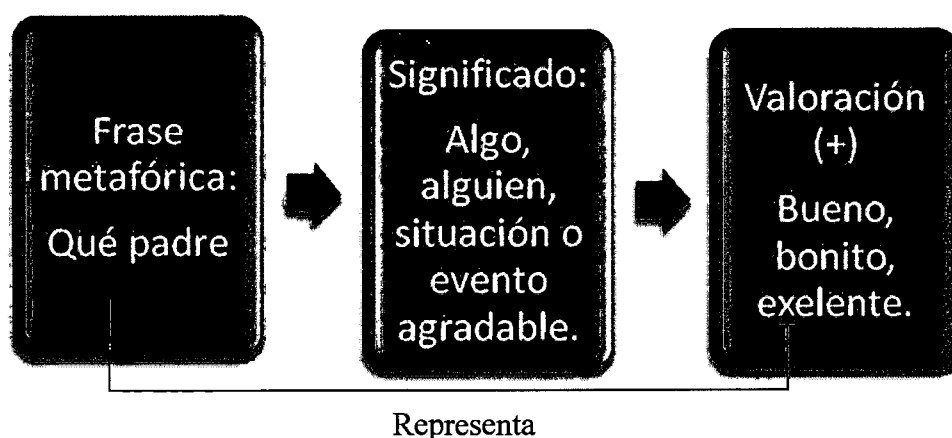 Frase
metafórica:
Qué padre
Significado:
Algo,
alguien,
situación o
evento
agradable.
Valoración
(+)
Bueno,
bonito,
exelente.
Representa